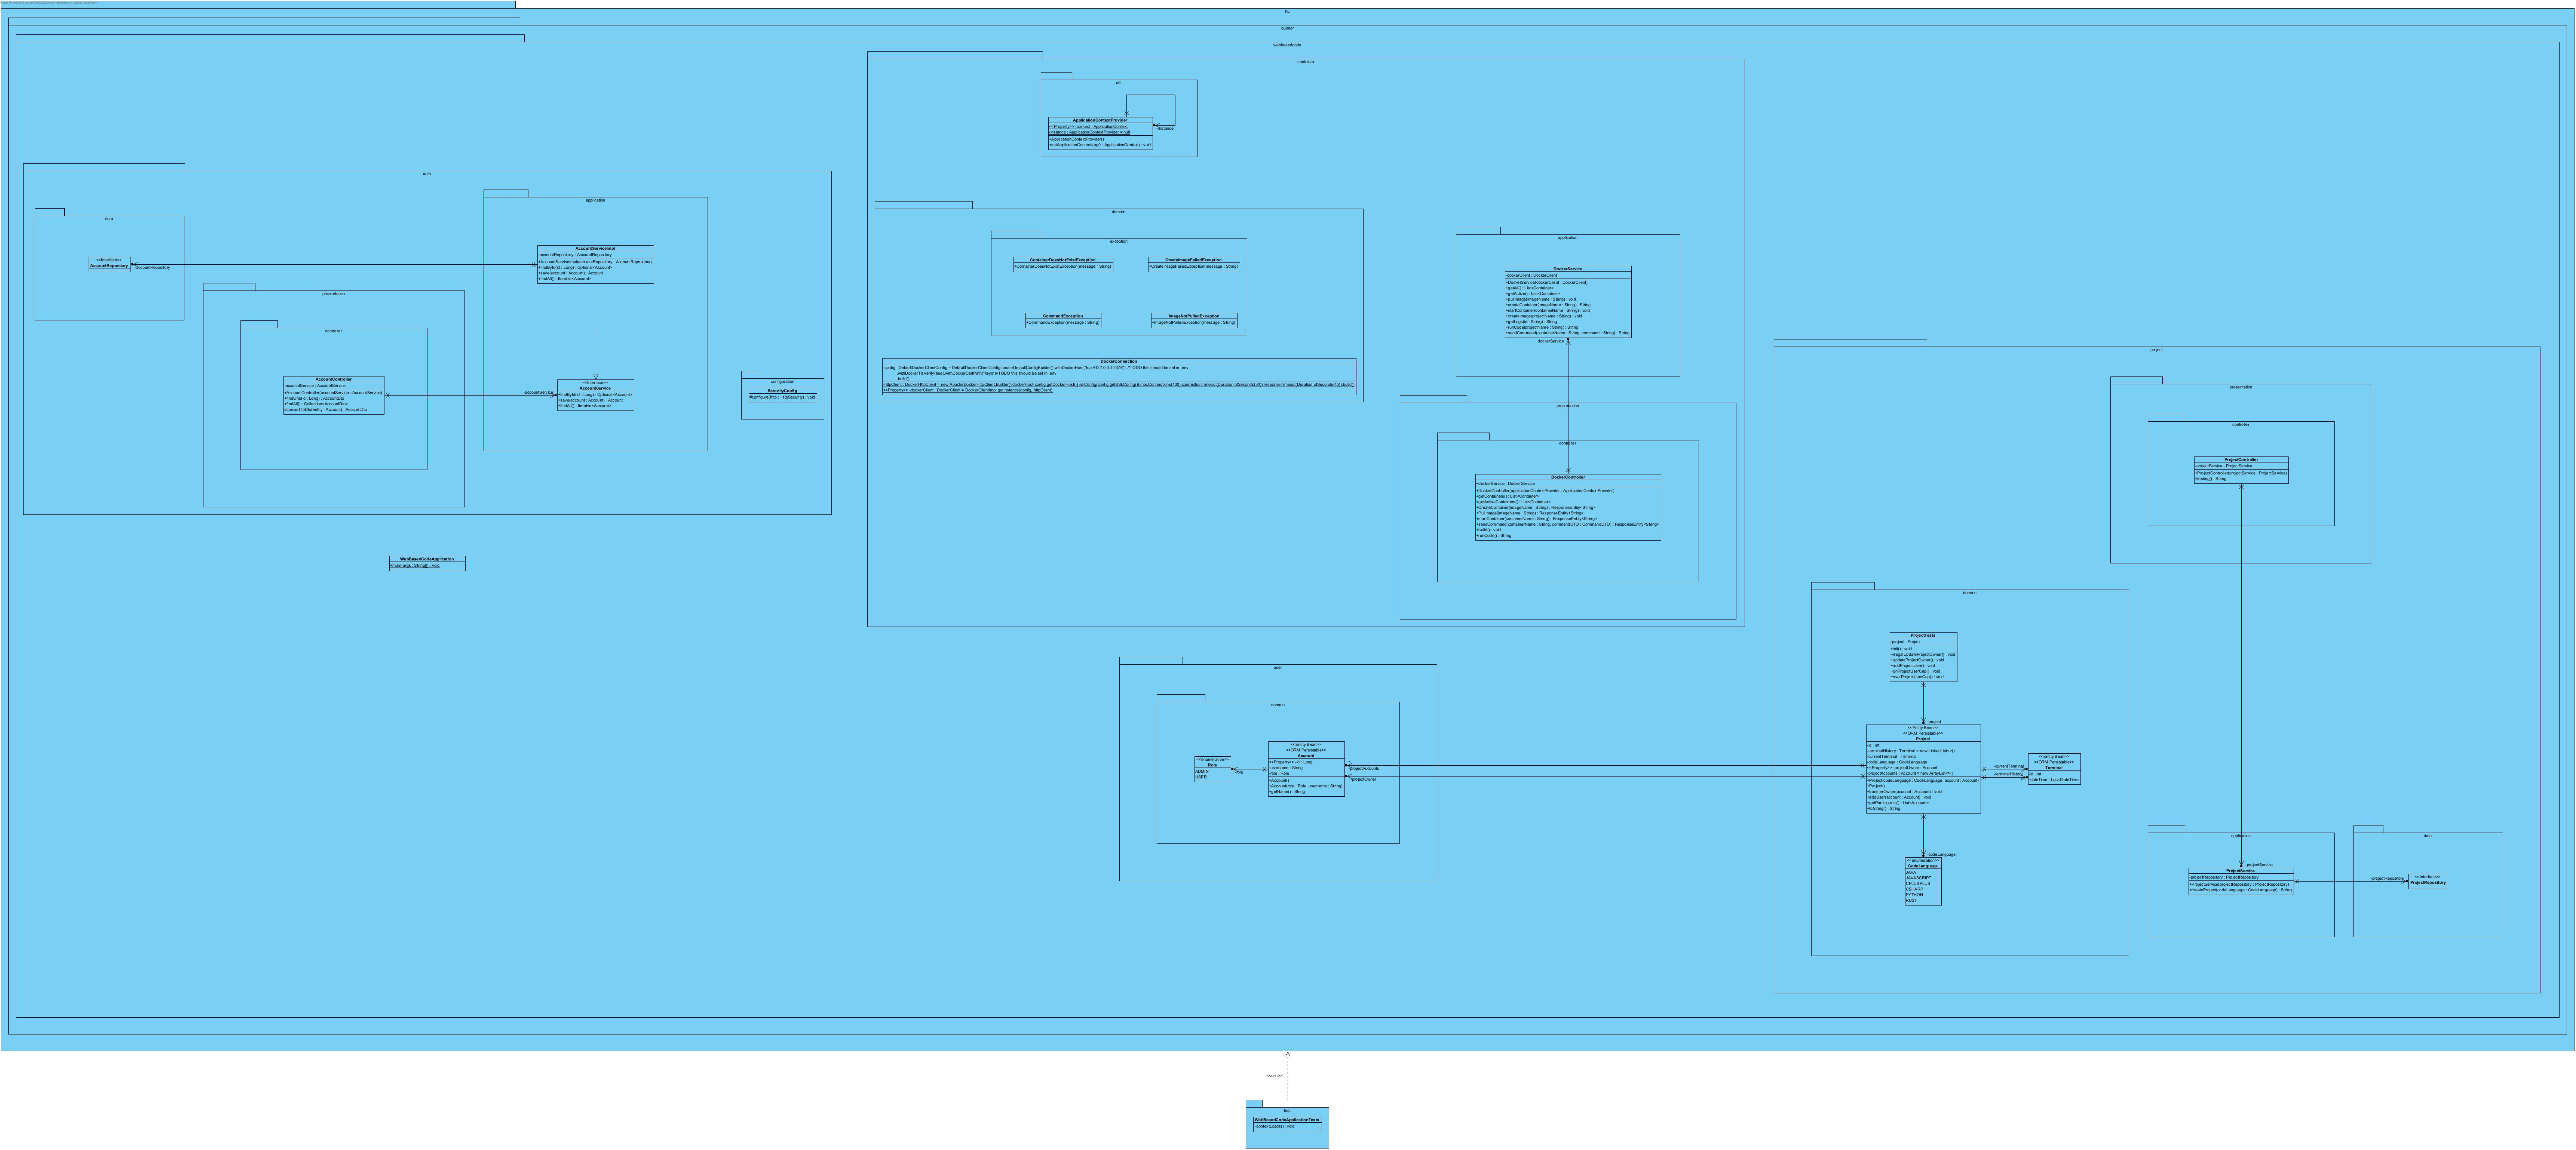 hu
quintor
webbasedcode
container
util
ApplicationContextProvider
<<Property>> -context : ApplicationContext
-instance : ApplicationContextProvider = null
+ApplicationContextProvider()
+setApplicationContext(arg0 : ApplicationContext) : void
-instance
auth
data
<<Interface>>
AccountRepository
-accountRepository
application
AccountServiceImpl
-accountRepository : AccountRepository
+AccountServiceImpl(accountRepository : AccountRepository)
+findById(id : Long) : Optional<Account>
+save(account : Account) : Account
+findAll() : Iterable<Account>
<<Interface>>
AccountService
+findById(id : Long) : Optional<Account>
+save(account : Account) : Account
+findAll() : Iterable<Account>
-accountService
presentation
controller
AccountController
-accountService : AccountService
+AccountController(accountService : AccountService)
+findOne(id : Long) : AccountDto
+findAll() : Collection<AccountDto>
#convertToDto(entity : Account) : AccountDto
configuration
SecurityConfig
#configure(http : HttpSecurity) : void
WebBasedCodeApplication
+main(args : String[]) : void
domain
exception
ContainerDoesNotExistException
+ContainerDoesNotExistException(message : String)
CreateImageFailedException
+CreateImageFailedException(message : String)
CommandException
+CommandException(message : String)
ImageNotPulledException
+ImageNotPulledException(message : String)
DockerConnection
-config : DefaultDockerClientConfig = DefaultDockerClientConfig.createDefaultConfigBuilder().withDockerHost("tcp://127.0.0.1:2376") //TODO this should be set in .env
.withDockerTlsVerify(true).withDockerCertPath("keys")//TODO this should be set in .env
.build()
-httpClient : DockerHttpClient = new ApacheDockerHttpClient.Builder().dockerHost(config.getDockerHost()).sslConfig(config.getSSLConfig()).maxConnections(100).connectionTimeout(Duration.ofSeconds(30)).responseTimeout(Duration.ofSeconds(45)).build()
<<Property>> -dockerClient : DockerClient = DockerClientImpl.getInstance(config, httpClient)
application
DockerService
-dockerClient : DockerClient
+DockerService(dockerClient : DockerClient)
+getAll() : List<Container>
+getActive() : List<Container>
+pullImage(imageName : String) : void
+createContainer(imageName : String) : String
+startContainer(containerName : String) : void
+createImage(projectName : String) : void
+getLogs(id : String) : String
+runCode(projectName : String) : String
+sendCommand(containerName : String, command : String) : String
dockerService
presentation
controller
DockerController
~dockerService : DockerService
+DockerController(applicationContextProvider : ApplicationContextProvider)
+getContainers() : List<Container>
+getActiveContainers() : List<Container>
+CreateContainer(imageName : String) : ResponseEntity<String>
+PullImage(imageName : String) : ResponseEntity<String>
+startContainer(containerName : String) : ResponseEntity<String>
+sendCommand(containerName : String, commandDTO : CommandDTO) : ResponseEntity<String>
+build() : void
+runCode() : String
user
domain
<<enumeration>>
Role
ADMIN
USER
-role
<<Entity Bean>>
<<ORM Persistable>>
Account
<<Property>> -id : Long
-username : String
-role : Role
+Account()
+Account(role : Role, username : String)
+getName() : String
-projectAccounts
-projectOwner
project
presentation
controller
ProjectController
-projectService : ProjectService
+ProjectController(projectService : ProjectService)
+testing() : String
domain
ProjectTests
-project : Project
+init() : void
~illegalUpdateProjectOwner() : void
~updateProjectOwner() : void
~addProjectUser() : void
~onProjectUserCap() : void
~overProjectUserCap() : void
-project
<<Entity Bean>>
<<ORM Persistable>>
Project
-id : int
-terminalHistory : Terminal = new LinkedList<>()
-currentTerminal : Terminal
-codeLanguage : CodeLanguage
<<Property>> -projectOwner : Account
-projectAccounts : Account = new ArrayList<>()
+Project(codeLanguage : CodeLanguage, account : Account)
+Project()
+transferOwner(account : Account) : void
+addUser(account : Account) : void
+getParticipants() : List<Account>
+toString() : String
-currentTerminal
-terminalHistory
<<Entity Bean>>
<<ORM Persistable>>
Terminal
-id : int
-dateTime : LocalDateTime
-codeLanguage
<<enumeration>>
CodeLanguage
JAVA
JAVASCRIPT
CPLUSPLUS
CSHARP
PYTHON
RUST
application
-projectService
ProjectService
-projectRepository : ProjectRepository
+ProjectService(projectRepository : ProjectRepository)
+createProject(codeLanguage : CodeLanguage) : String
data
-projectRepository
<<Interface>>
ProjectRepository
<<use>>
test
WebBasedCodeApplicationTests
~contextLoads() : void